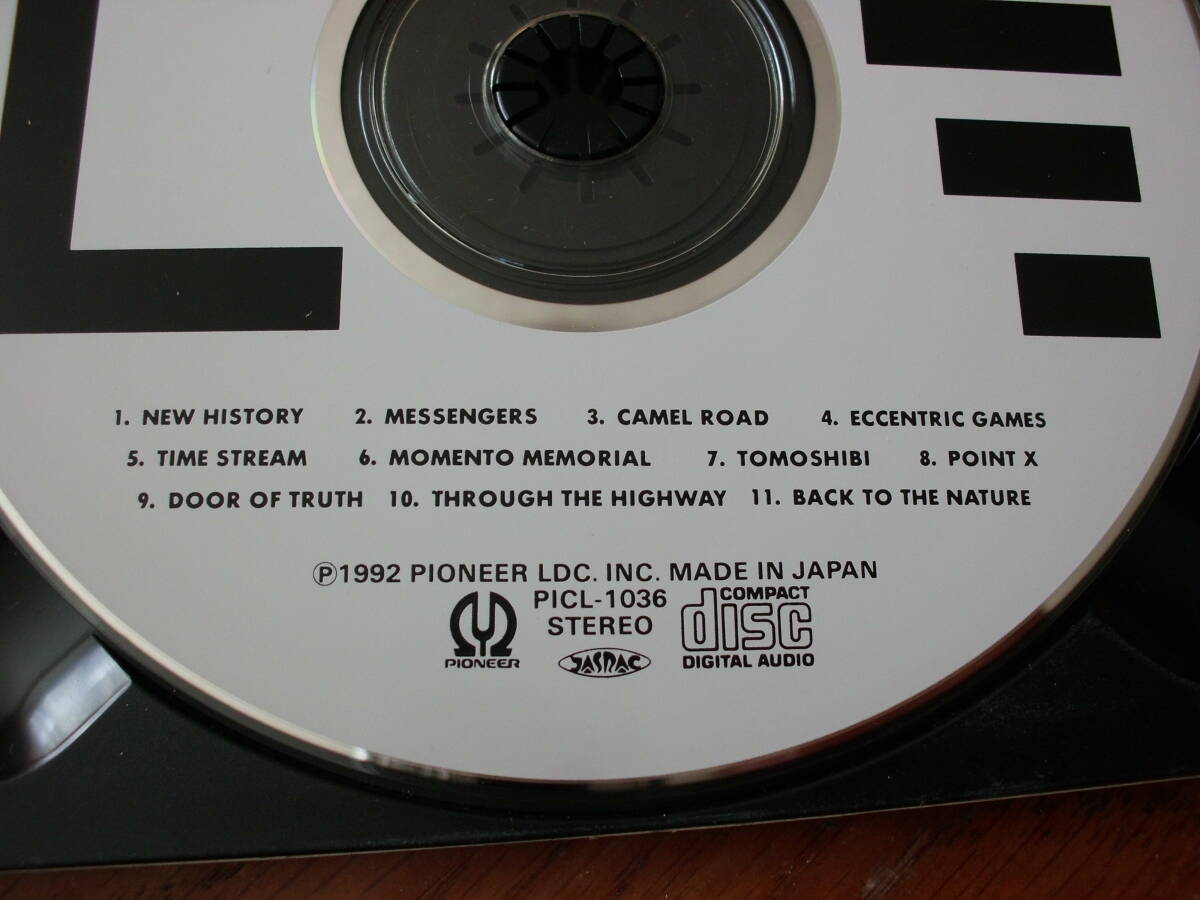 1. NEW HISTORY 2. MESSENGERS 3. CAMEL ROAD 4. ECCENTRIC GAMES
5. TIME STREAM 6. MOMENTO MEMORIAL 7. TOMOSHIBI 8. POINT X
9. DOOR OF TRUTH 10. THROUGH THE HIGHWAY 11. BACK TO THE NATURE
℗1992 PIONEER LDC. INC. MADE IN JAPAN
PICL-1036
STEREO
PIONEER
JASRAC
COMPACT
disc
DIGITAL AUDIO